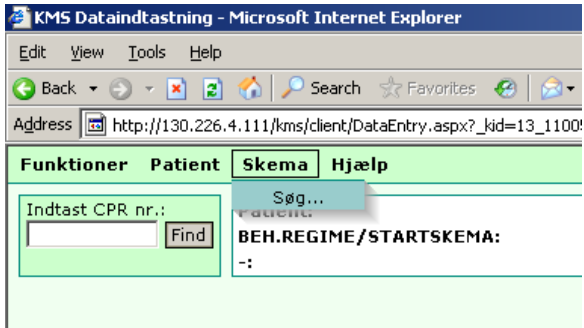 KMS Dataindtastning - Microsoft Internet Explorer
Edit View Tools Help
Back Search Favorites
Address http://130.226.4.111/kms/client/DataEntry.aspx?_kid=13_11005
Funktioner Patient Skema Hjælp
Søg...
Indtast CPR nr.:
Find
Patient:
BEH.REGIME/STARTSKEMA:
-: